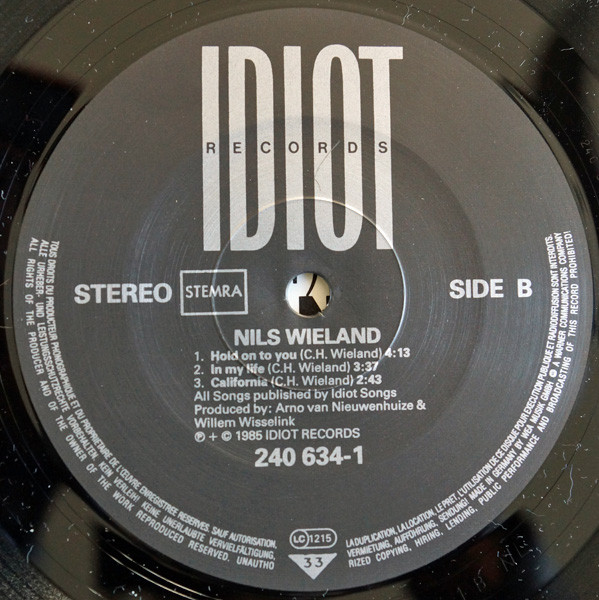 IDIOT
RECORDS
STEREO
STEMRA
SIDE B
NILS WIELAND
1. Hold on to you (C.H. Wieland) 4:13
2. In my life (C.H. Wieland) 3:37
3. California (C.H. Wieland) 2:43
All Songs published by Idiot Songs
Produced by: Arno van Nieuwenhuize &
Willem Wisselink
℗ + © 1985 IDIOT RECORDS
240 634-1
LC 1215
33
TOUS DROITS DU PRODUCTEUR PHONOGRAPHIQUE ET DU PROPRIETAIRE DE L'ŒUVRE ENREGISTREE RESERVES. SAUF AUTORISATION, LA DUPLICATION, LA LOCATION, LE PRET, L'UTILISATION DE CE DISQUE POUR EXECUTION PUBLIQUE ET RADIODIFFUSION SONT INTERDITS.
ALLE URHEBER- UND LEISTUNGSSCHUTZRECHTE VORBEHALTEN. KEIN VERLEIH! KEINE UNERLAUBTE VERVIELFÄLTIGUNG, VERMIETUNG, AUFFÜHRUNG, SENDUNG! MADE IN GERMANY BY WEA MUSIK GMBH A WARNER COMMUNICATIONS COMPANY
ALL RIGHTS OF THE PRODUCER AND OF THE OWNER OF THE WORK REPRODUCED RESERVED. UNAUTHORIZED COPYING, HIRING, LENDING, PUBLIC PERFORMANCE AND BROADCASTING OF THIS RECORD PROHIBITED!